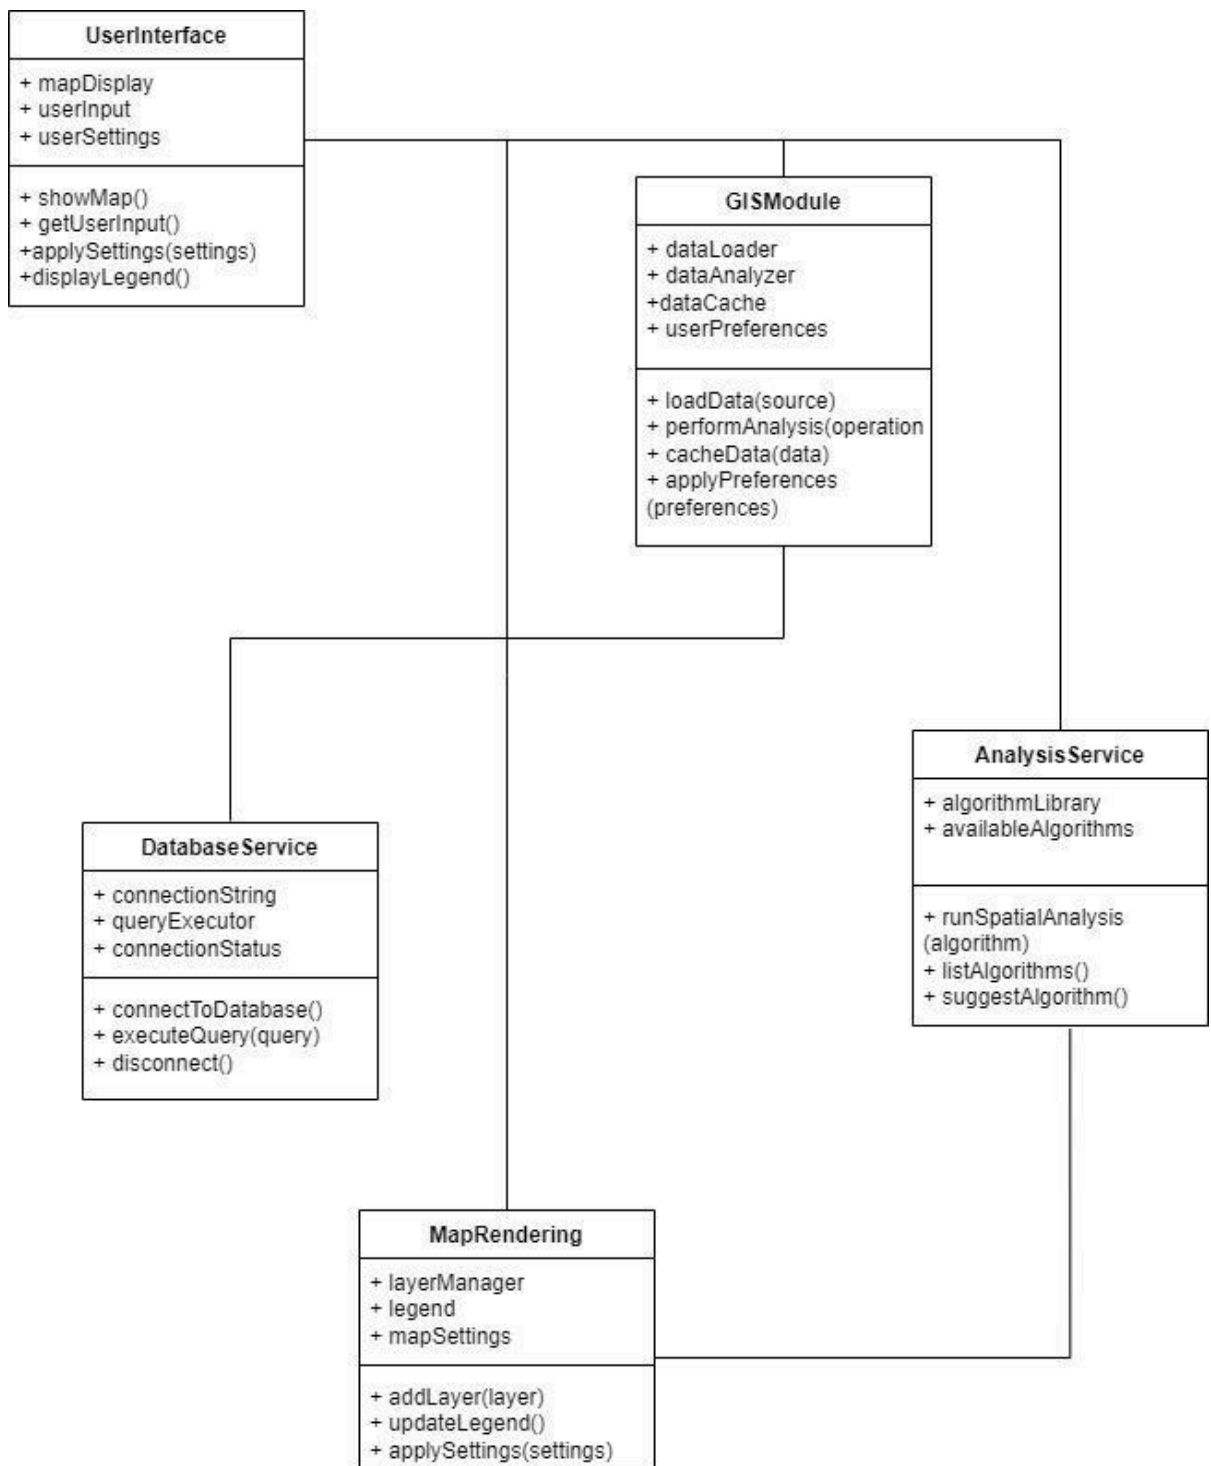 UserInterface
+ mapDisplay
+ userInput
+ userSettings
+ showMap()
+ getUserInput()
+applySettings(settings)
+displayLegend()
GISModule
+ dataLoader
+ dataAnalyzer
+dataCache
+ userPreferences
+ loadData(source)
+ performAnalysis(operation
+ cacheData(data)
+ applyPreferences
(preferences)
AnalysisService
+ algorithmLibrary
+ availableAlgorithms
+ runSpatialAnalysis
(algorithm)
+ listAlgorithms()
+ suggestAlgorithm()
DatabaseService
+ connectionString
+ queryExecutor
+ connectionStatus
+ connectToDatabase()
+ executeQuery(query)
+ disconnect()
MapRendering
+ layerManager
+ legend
+ mapSettings
+ addLayer(layer)
+ updateLegend()
+ applySettings(settings)